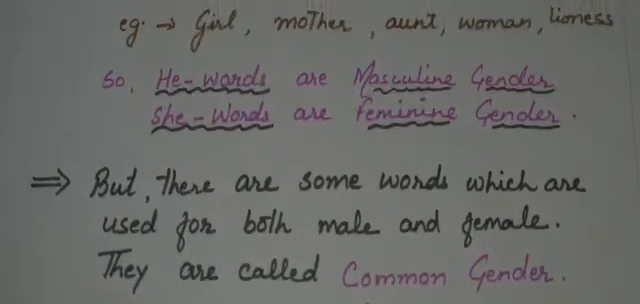 eg. → Girl, mother, aunt, woman, lioness
So, He-words are Masculine Gender
She-Words are Feminine Gender.
⇒ But, there are some words which are
used for both male and female.
They are called Common Gender.